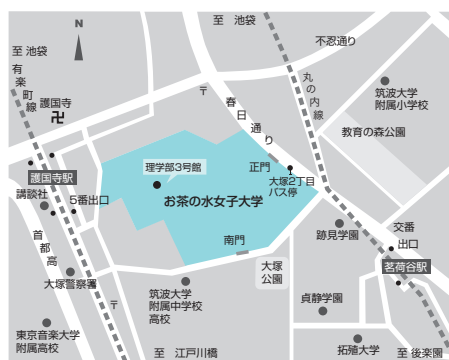 N
至 池袋
至 池袋
不忍通り
有楽町線
丸の内線
護国寺
卍
〒
春日通り
筑波大学
附属小学校
教育の森公園
理学部3号館
正門
大塚2丁目
バス停
護国寺駅
講談社
5番出口
お茶の水女子大学
首都高
南門
跡見学園
交番
出口
茗荷谷駅
大塚
公園
大塚警察署
〒
筑波大学
附属中学校
高校
貞静学園
東京音楽大学
附属高校
拓殖大学
至 江戸川橋
至 後楽園